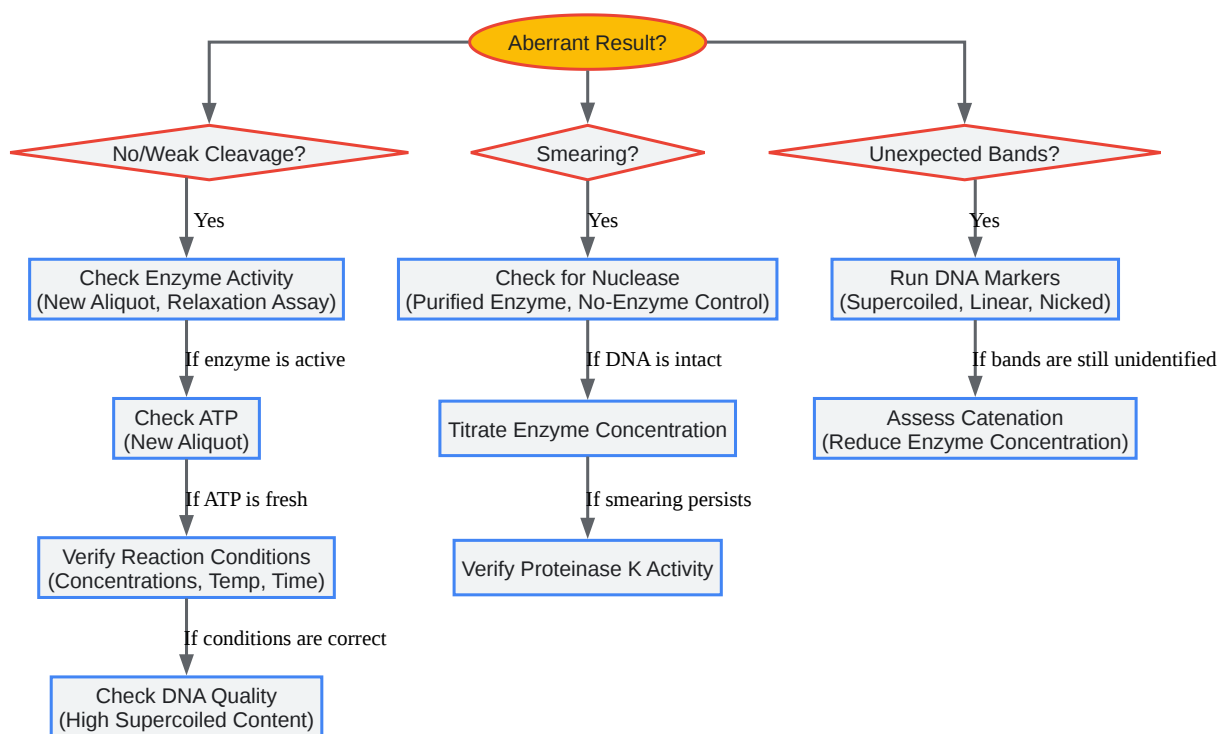 Aberrant Result?
No/Weak Cleavage?
Smearing?
Unexpected Bands?
Yes
Yes
Yes
Check Enzyme Activity
(New Aliquot, Relaxation Assay)
Check for Nuclease
(Purified Enzyme, No-Enzyme Control)
Run DNA Markers
(Supercoiled, Linear, Nicked)
If enzyme is active
If DNA is intact
If bands are still unidentified
Check ATP
(New Aliquot)
Titrate Enzyme Concentration
Assess Catenation
(Reduce Enzyme Concentration)
If ATP is fresh
If smearing persists
Verify Reaction Conditions
(Concentrations, Temp, Time)
Verify Proteinase K Activity
If conditions are correct
Check DNA Quality
(High Supercoiled Content)